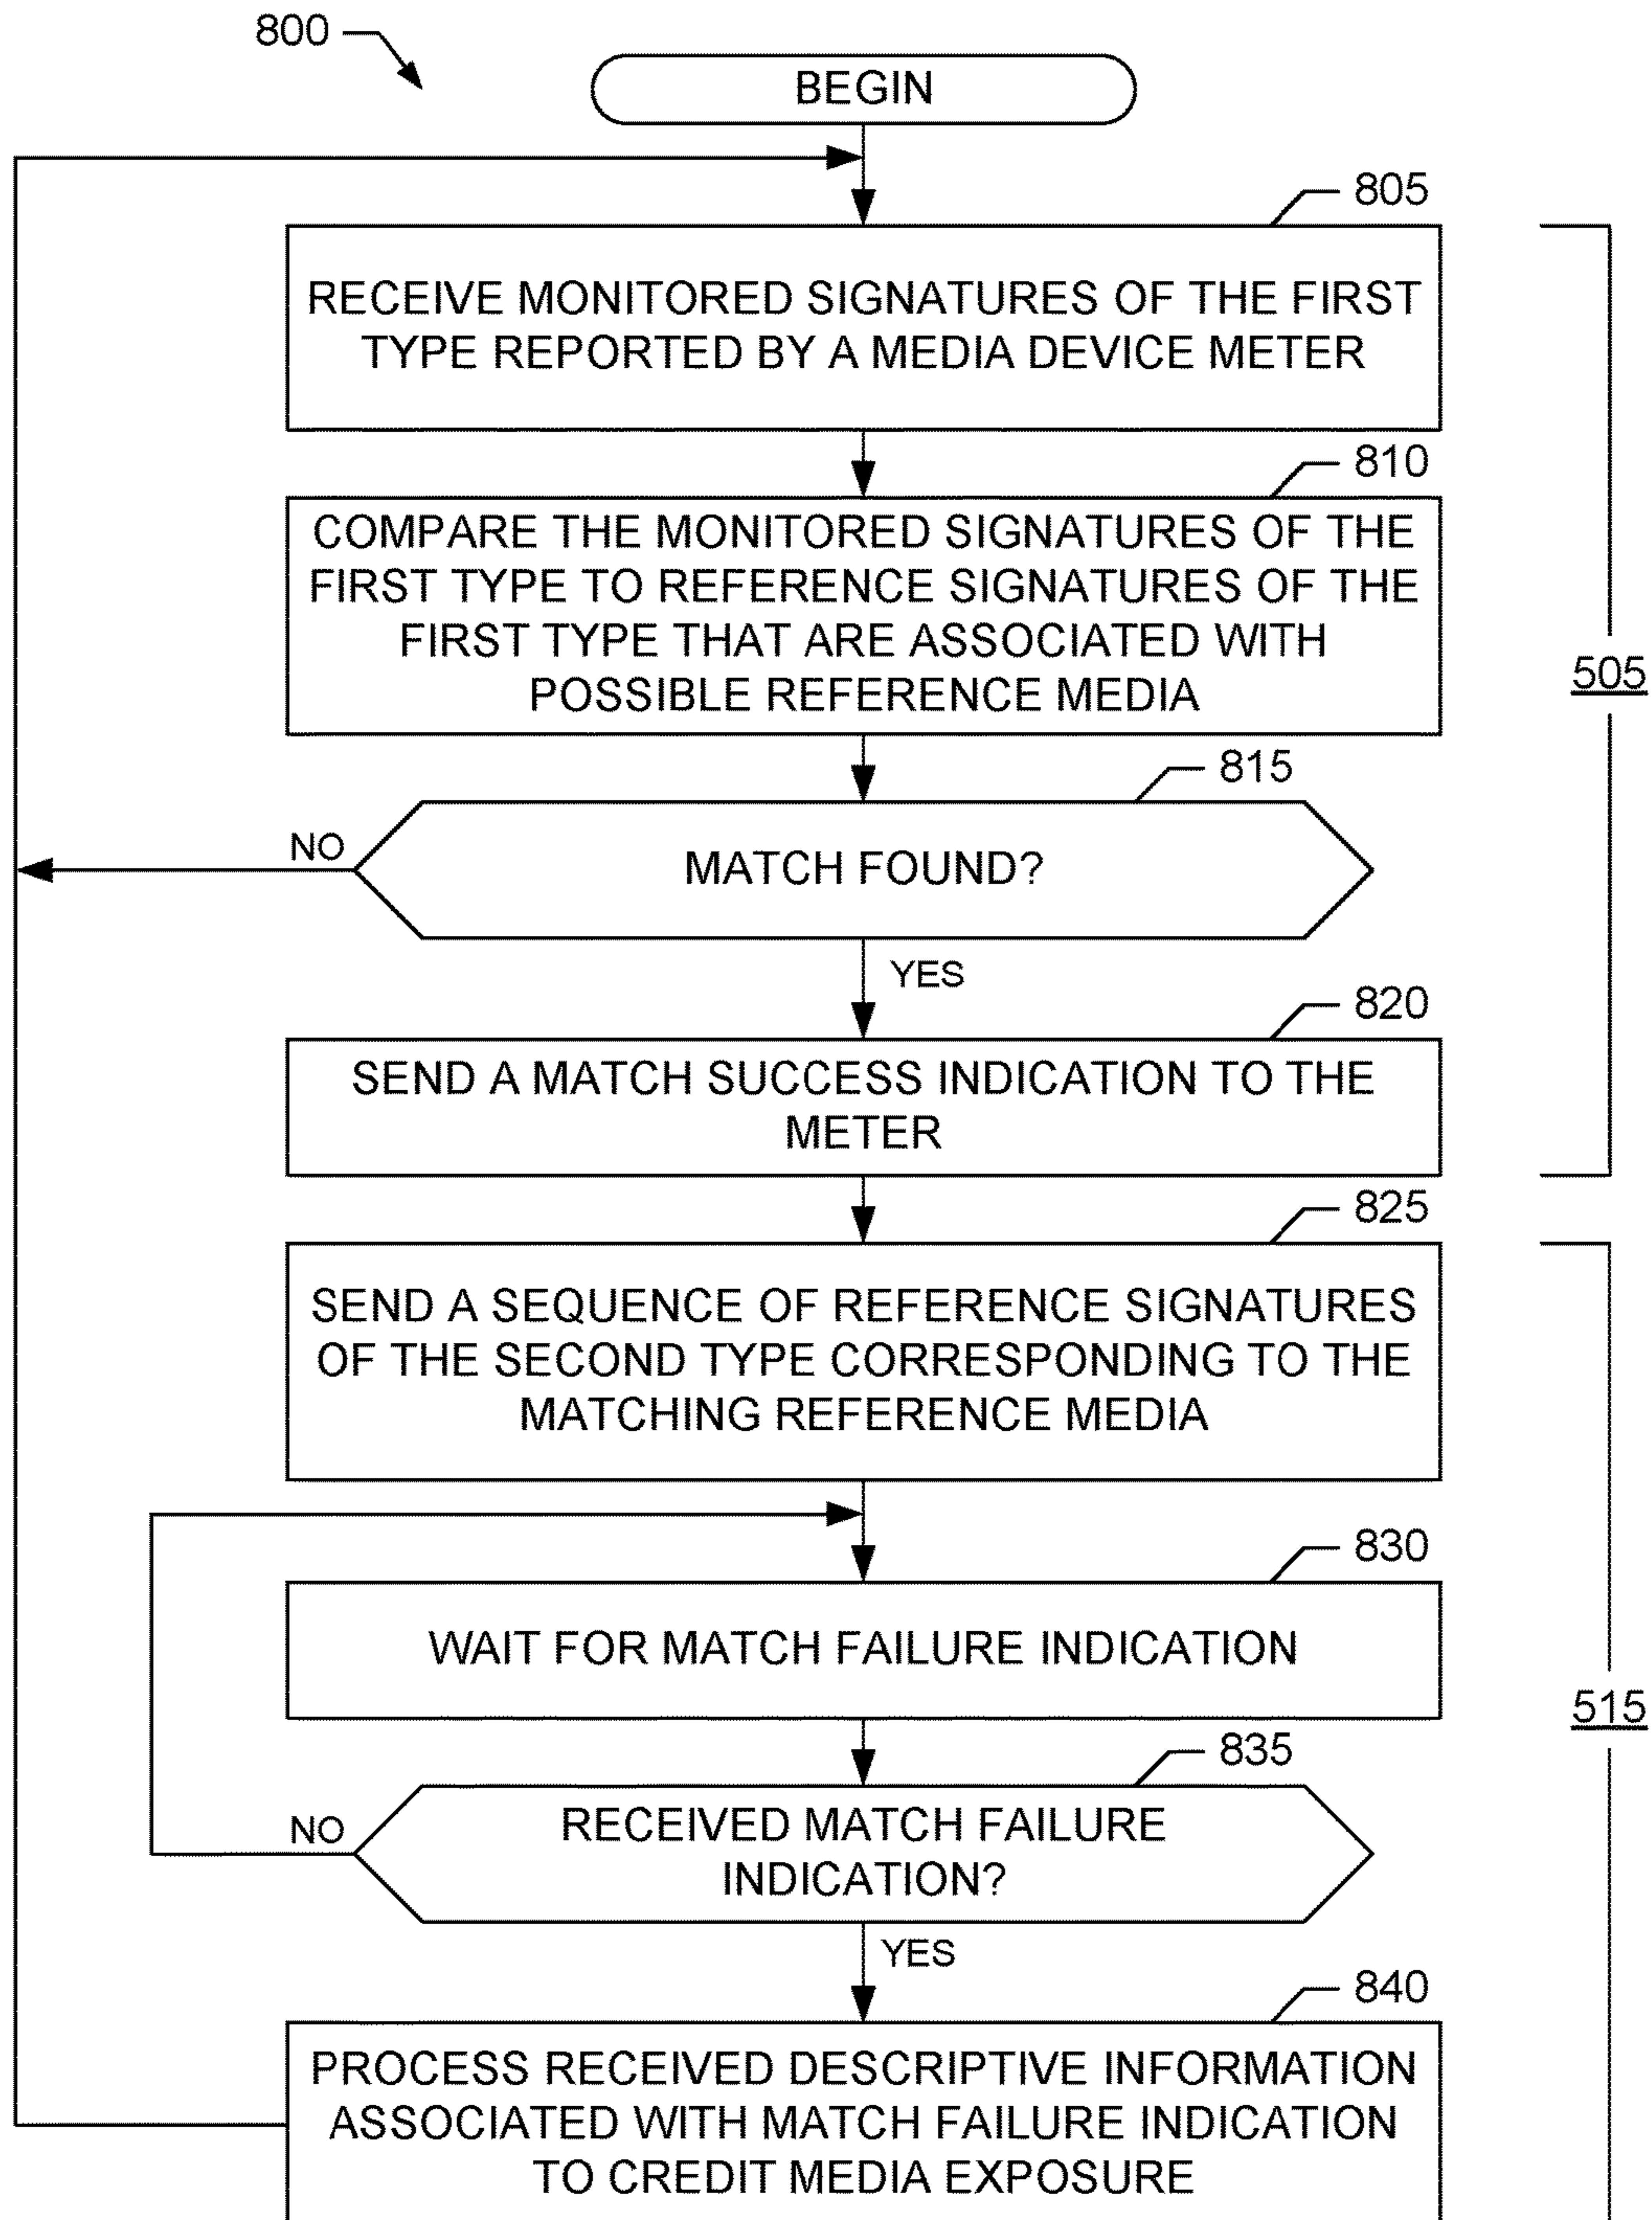 800
BEGIN
805
RECEIVE MONITORED SIGNATURES OF THE FIRST
TYPE REPORTED BY A MEDIA DEVICE METER
810
COMPARE THE MONITORED SIGNATURES OF THE
FIRST TYPE TO REFERENCE SIGNATURES OF THE
FIRST TYPE THAT ARE ASSOCIATED WITH
POSSIBLE REFERENCE MEDIA
505
815
NO
MATCH FOUND?
YES
820
SEND A MATCH SUCCESS INDICATION TO THE
METER
825
SEND A SEQUENCE OF REFERENCE SIGNATURES
OF THE SECOND TYPE CORRESPONDING TO THE
MATCHING REFERENCE MEDIA
830
WAIT FOR MATCH FAILURE INDICATION
515
835
NO
RECEIVED MATCH FAILURE
INDICATION?
YES
840
PROCESS RECEIVED DESCRIPTIVE INFORMATION
ASSOCIATED WITH MATCH FAILURE INDICATION
TO CREDIT MEDIA EXPOSURE